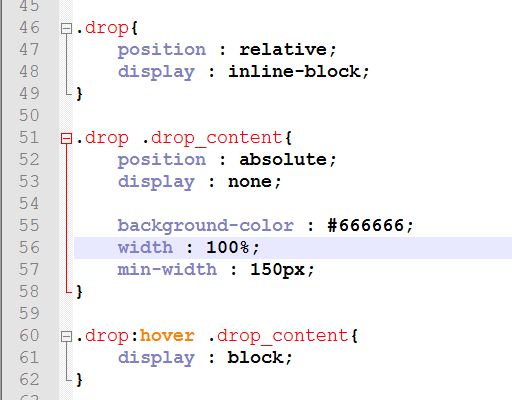 45
46 .drop{
47 position : relative;
48 display : inline-block;
49 }
50
51 .drop .drop_content{
52 position : absolute;
53 display : none;
54
55 background-color : #666666;
56 width : 100%;
57 min-width : 150px;
58 }
59
60 .drop:hover .drop_content{
61 display : block;
62 }